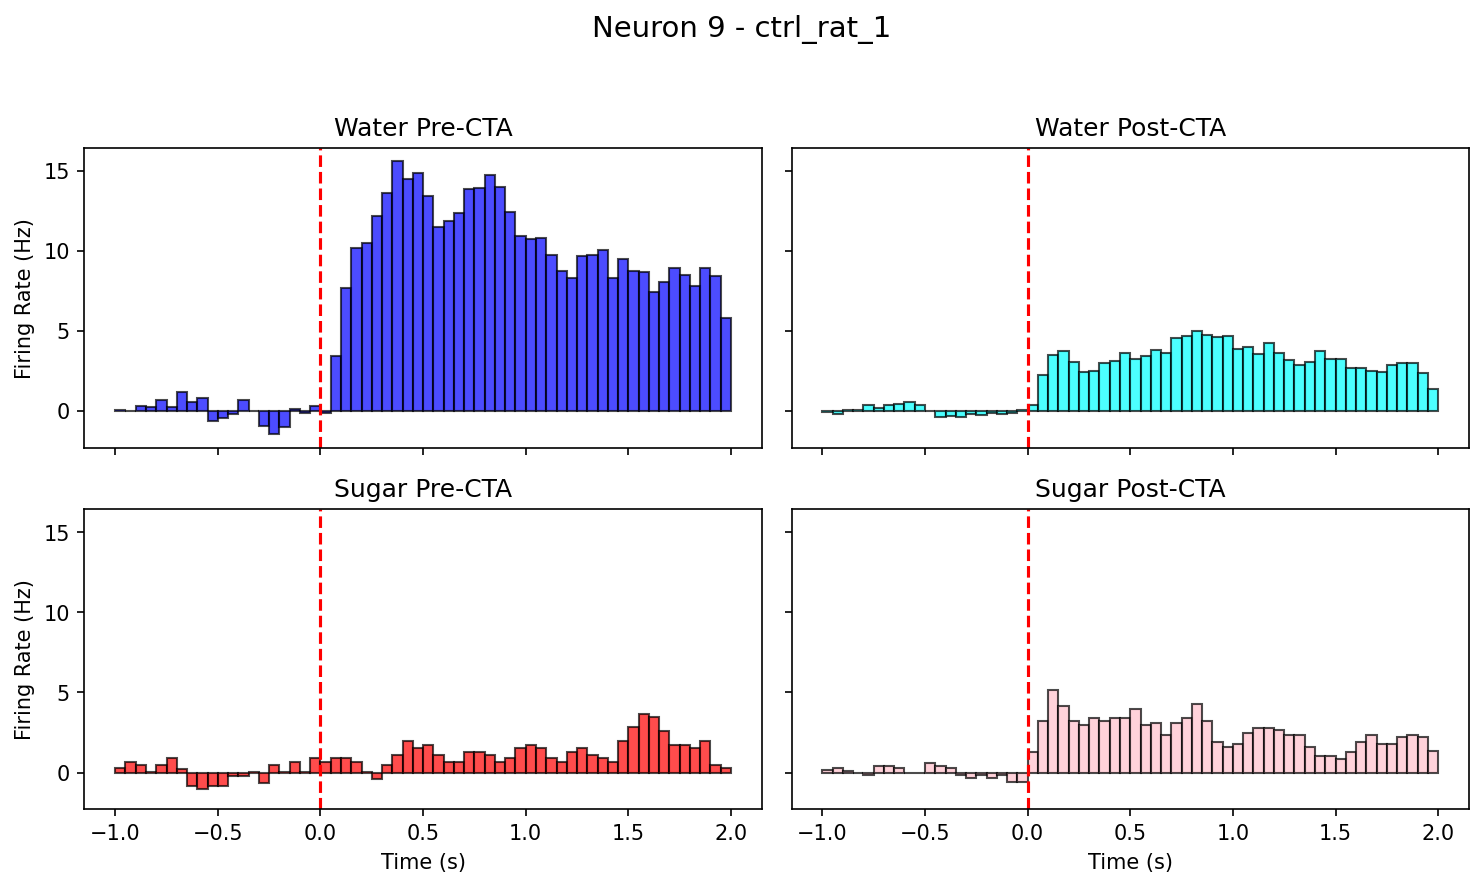 Neuron 9 - ctrl_rat_1
Water Pre-CTA
Water Post-CTA
15
10
5
0
Firing Rate (Hz)
Sugar Pre-CTA
Sugar Post-CTA
15
10
5
0
Firing Rate (Hz)
−1.0 −0.5 0.0 0.5 1.0 1.5 2.0
−1.0 −0.5 0.0 0.5 1.0 1.5 2.0
Time (s)
Time (s)